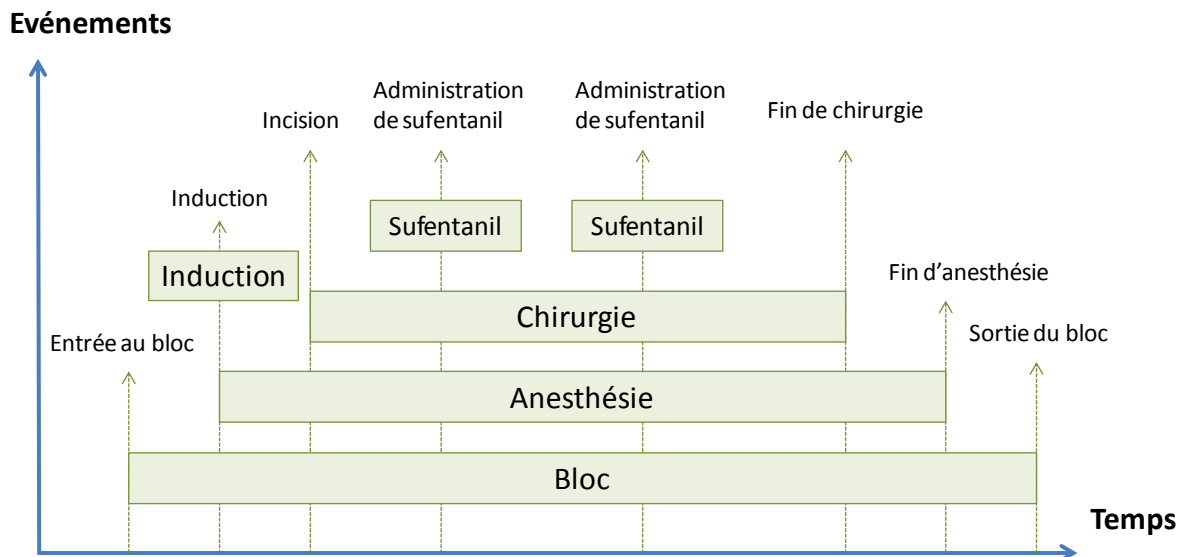 Evénements
Administration
de sufentanil
Administration
de sufentanil
Fin de chirurgie
Incision
Induction
Sufentanil
Sufentanil
Induction
Fin d’anesthésie
Chirurgie
Entrée au bloc
Sortie du bloc
Anesthésie
Bloc
Temps